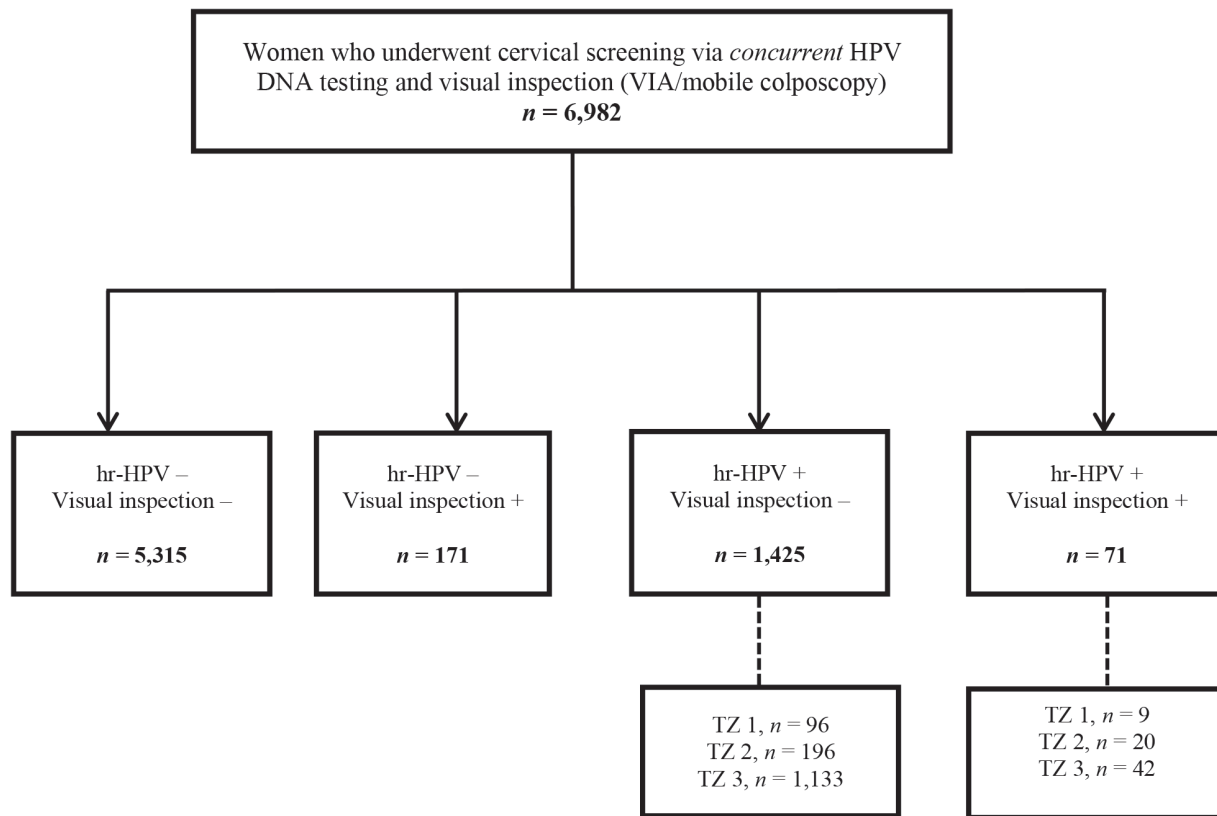 Women who underwent cervical screening via concurrent HPV
DNA testing and visual inspection (VIA/mobile colposcopy)
n = 6,982
hr-HPV –
Visual inspection –
n = 5,315
hr-HPV –
Visual inspection +
n = 171
hr-HPV +
Visual inspection –
n = 1,425
hr-HPV +
Visual inspection +
n = 71
TZ 1, n = 96
TZ 2, n = 196
TZ 3, n = 1,133
TZ 1, n = 9
TZ 2, n = 20
TZ 3, n = 42